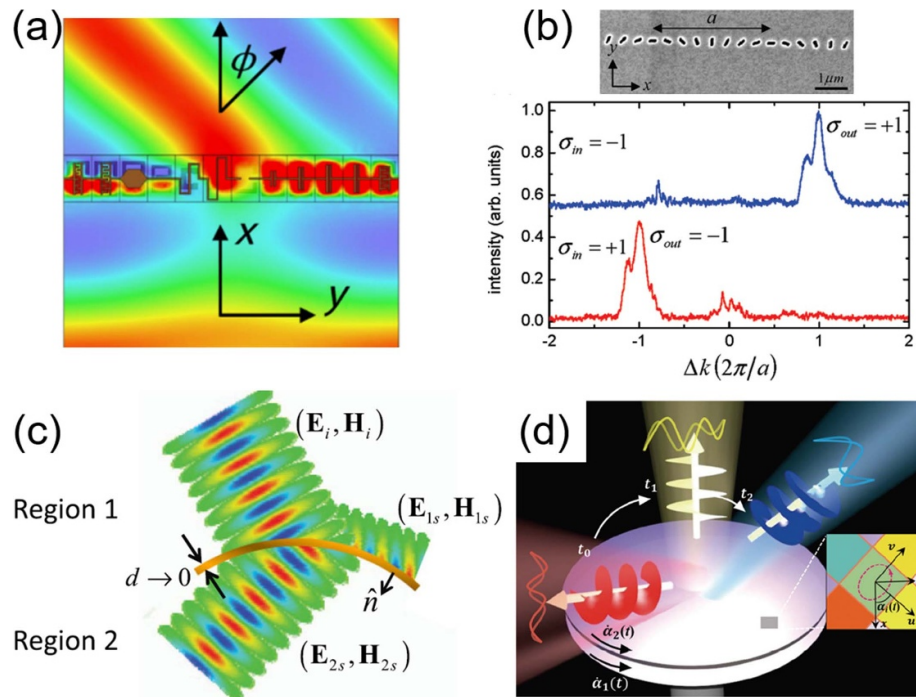 (a)
ϕ
x
y
(b)
a
y
x
1μm
intensity (arb. units)
1.0
0.8
0.6
0.4
0.2
0.0
σin = −1
σout = +1
σin = +1
σout = −1
-2
-1
0
1
2
Δk(2π/a)
(c)
Region 1
(Ei, Hi)
(E1s, H1s)
d → 0
n̂
Region 2
(E2s, H2s)
(d)
t1
t2
t0
α̇2(t)
α̇1(t)
v
αi(t)
u
x